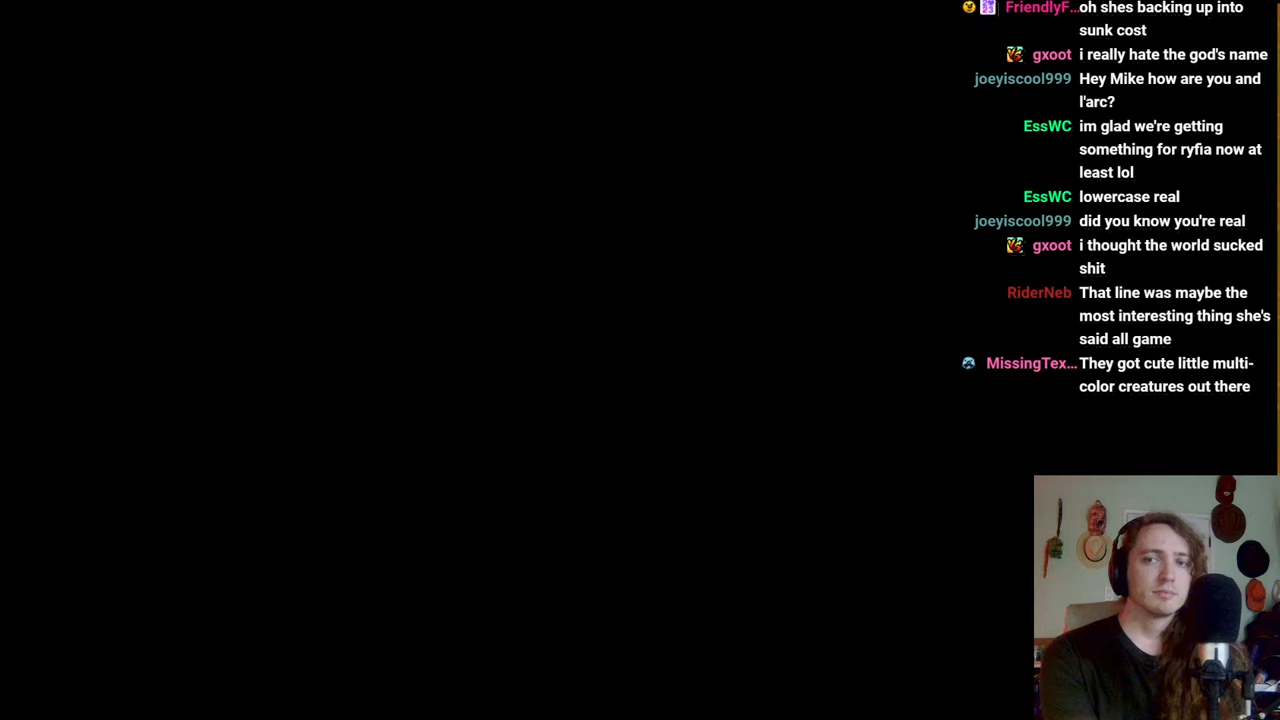 FriendlyF... oh shes backing up into
sunk cost
gxoot i really hate the god's name
joeyiscool999 Hey Mike how are you and
l'arc?
EssWC im glad we're getting
something for ryfia now at
least lol
EssWC lowercase real
joeyiscool999 did you know you're real
gxoot i thought the world sucked
shit
RiderNeb That line was maybe the
most interesting thing she's
said all game
MissingTex... They got cute little multi-
color creatures out there